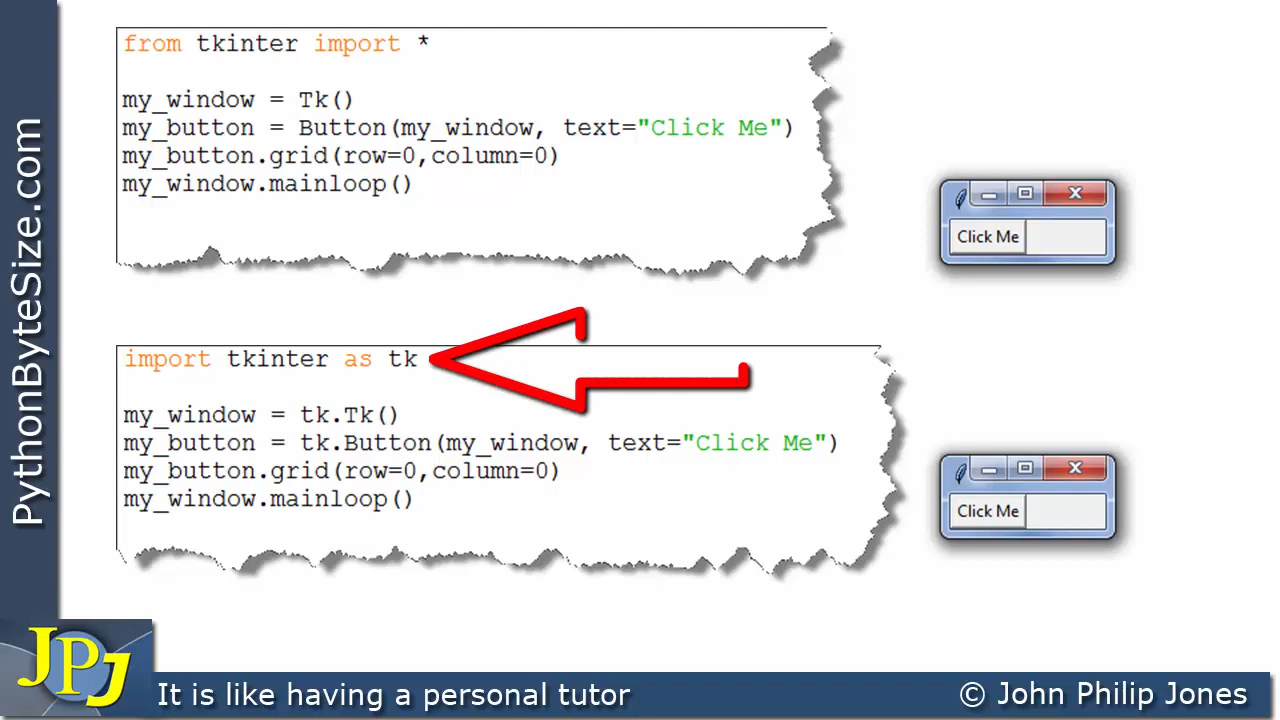 PythonByteSize.com
from tkinter import *
my_window = Tk()
my_button = Button(my_window, text="Click Me")
my_button.grid(row=0,column=0)
my_window.mainloop()
Click Me
import tkinter as tk
my_window = tk.Tk()
my_button = tk.Button(my_window, text="Click Me")
my_button.grid(row=0,column=0)
my_window.mainloop()
Click Me
JPJ
It is like having a personal tutor
© John Philip Jones